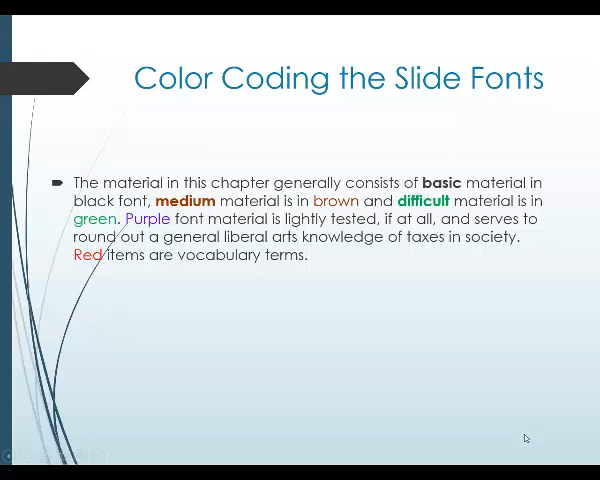 Color Coding the Slide Fonts
The material in this chapter generally consists of basic material in
black font, medium material is in brown and difficult material is in
green. Purple font material is lightly tested, if at all, and serves to
round out a general liberal arts knowledge of taxes in society.
Red items are vocabulary terms.